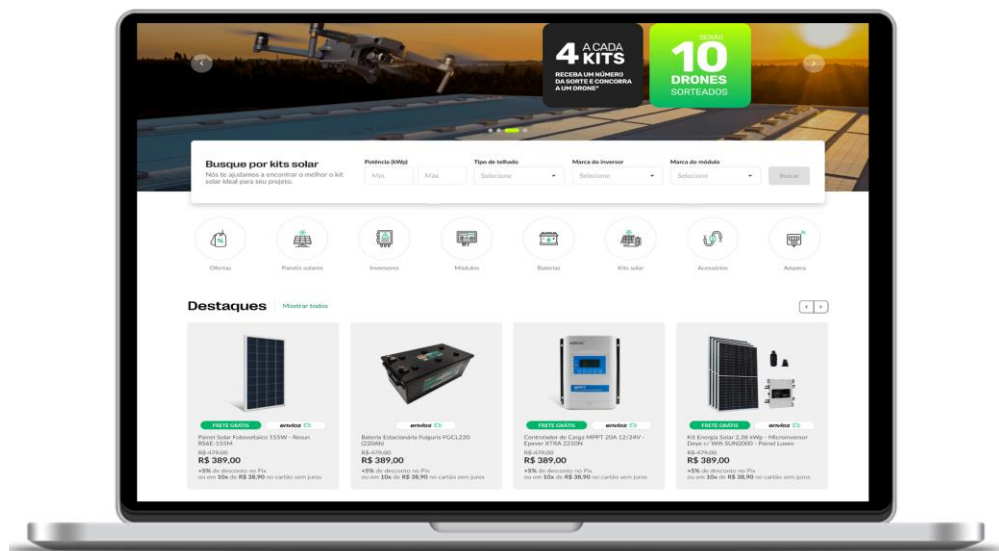 4 A CADA
KITS
RECEBA UM NÚMERO
DA SORTE E CONCORRA
A UM DRONE*
SERÃO
10
DRONES
SORTEADOS
Busque por kits solar
Nós te ajudamos a encontrar o melhor o kit
solar ideal para seu projeto.
Potência (kWp)
Mín.
Máx.
Tipo de telhado
Selecione
Marca do inversor
Selecione
Marca do módulo
Selecione
Buscar
Ofertas
Painéis solares
Inversores
Módulos
Baterias
Kits solar
Acessórios
Ampera
Destaques
Mostrar todos
FRETE GRÁTIS
envios
Painel Solar Fotovoltaico 155W - Resun
RS6E-155M
R$ 479,00
R$ 389,00
+5% de desconto no Pix
ou em 10x de R$ 38,90 no cartão sem juros
envios
Bateria Estacionária Fulguris FGCL220
(220Ah)
R$ 479,00
R$ 389,00
+5% de desconto no Pix
ou em 10x de R$ 38,90 no cartão sem juros
MPPT
FRETE GRÁTIS
envios
Controlador de Carga MPPT 20A 12/24V -
Epever XTRA 2210N
R$ 479,00
R$ 389,00
+5% de desconto no Pix
ou em 10x de R$ 38,90 no cartão sem juros
FRETE GRÁTIS
envios
Kit Energia Solar 2,38 kWp - Microinversor
Deye c/ Wifi SUN2000 - Painel Luxen
R$ 479,00
R$ 389,00
+5% de desconto no Pix
ou em 10x de R$ 38,90 no cartão sem juros